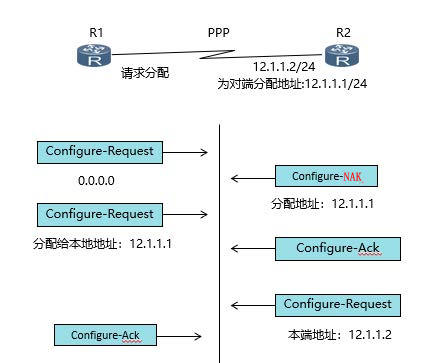 R1
PPP
R2
R
R
请求分配
12.1.1.2/24
为对端分配地址:12.1.1.1/24
Configure-Request
0.0.0.0
Configure-NAK
分配地址：12.1.1.1
Configure-Request
分配给本地地址：12.1.1.1
Configure-Ack
Configure-Request
本端地址：12.1.1.2
Configure-Ack